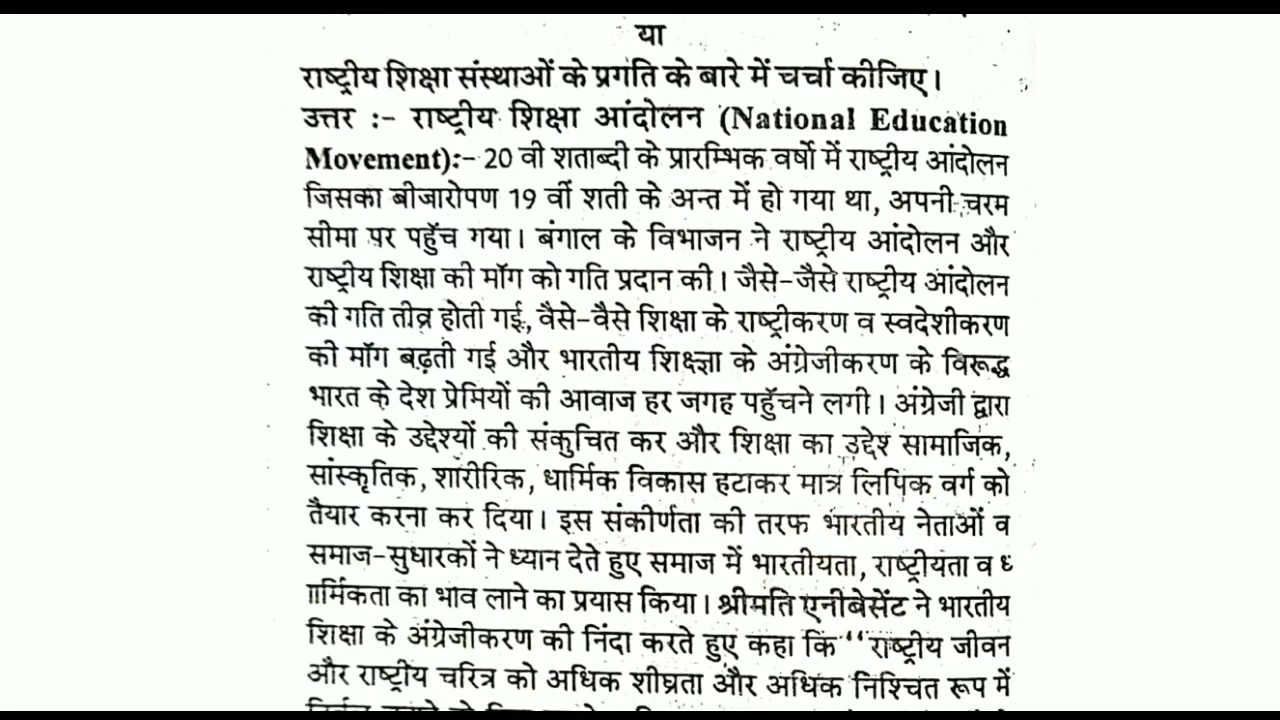 या
राष्ट्रीय शिक्षा संस्थाओं के प्रगति के बारे में चर्चा कीजिए।
उत्तर :- राष्ट्रीय शिक्षा आंदोलन (National Education
Movement):- 20 वी शताब्दी के प्रारम्भिक वर्षो में राष्ट्रीय आंदोलन
जिसका बीजारोपण 19 वीं शती के अन्त में हो गया था, अपनी चरम
सीमा पर पहुॅच गया। बंगाल के विभाजन ने राष्ट्रीय आंदोलन और
राष्ट्रीय शिक्षा की मॉग को गति प्रदान की। जैसे-जैसे राष्ट्रीय आंदोलन
की गति तीव्र होती गई, वैसे-वैसे शिक्षा के राष्ट्रीकरण व स्वदेशीकरण
की मॉग बढ़ती गई और भारतीय शिक्ष्ज्ञा के अंग्रेजीकरण के विरूद्ध
भारत के देश प्रेमियों की आवाज हर जगह पहुॅचने लगी। अंग्रेजी द्वारा
शिक्षा के उद्देश्यों की संकुचित कर और शिक्षा का उद्देश सामाजिक,
सांस्कृतिक, शारीरिक, धार्मिक विकास हटाकर मात्र लिपिक वर्ग को
तैयार करना कर दिया। इस संकीर्णता की तरफ भारतीय नेताओं व
समाज-सुधारकों ने ध्यान देते हुए समाज में भारतीयता, राष्ट्रीयता व ध
ार्मिकता का भाव लाने का प्रयास किया। श्रीमति एनीबेसेंट ने भारतीय
शिक्षा के अंग्रेजीकरण की निंदा करते हुए कहा कि ‘‘राष्ट्रीय जीवन
और राष्ट्रीय चरित्र को अधिक शीघ्रता और अधिक निश्चित रूप में